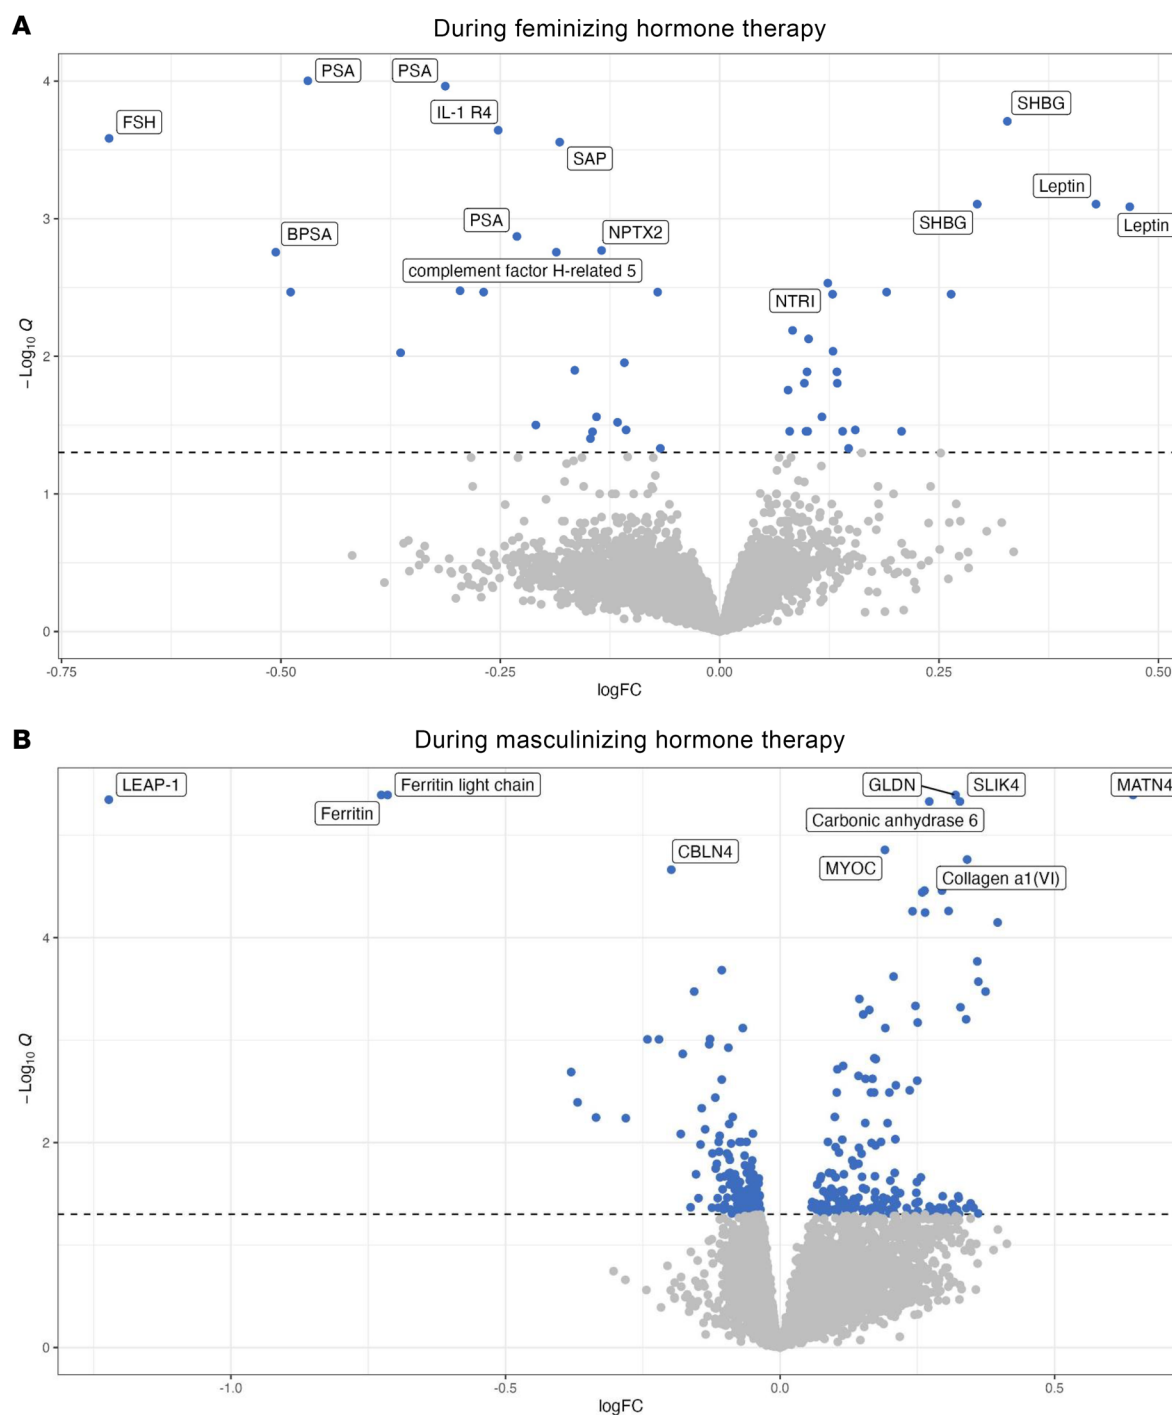 A
During feminizing hormone therapy
PSA
PSA
FSH
IL-1 R4
SHBG
SAP
Leptin
PSA
SHBG
Leptin
BPSA
NPTX2
complement factor H-related 5
NTRI
4
3
2
1
0
−Log10 Q
-0.75
-0.50
-0.25
0.00
0.25
0.50
logFC
B
During masculinizing hormone therapy
LEAP-1
Ferritin light chain
GLDN
SLIK4
MATN4
Ferritin
Carbonic anhydrase 6
CBLN4
MYOC
Collagen a1(VI)
4
2
0
−Log10 Q
-1.0
-0.5
0.0
0.5
logFC